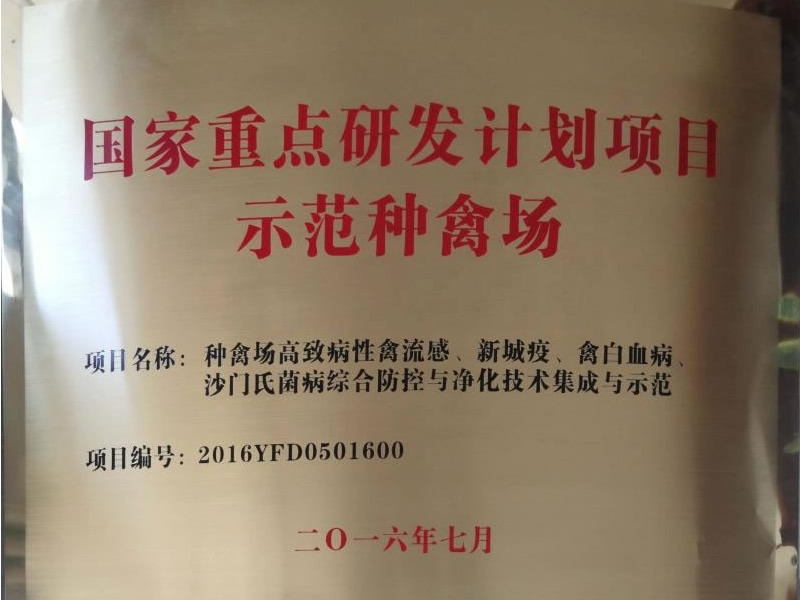 国家重点研发计划项目
示范种禽场
项目名称：种禽场高致病性禽流感、新城疫、禽白血病、
沙门氏菌病综合防控与净化技术集成与示范
项目编号：2016YFD0501600
二〇一六年七月